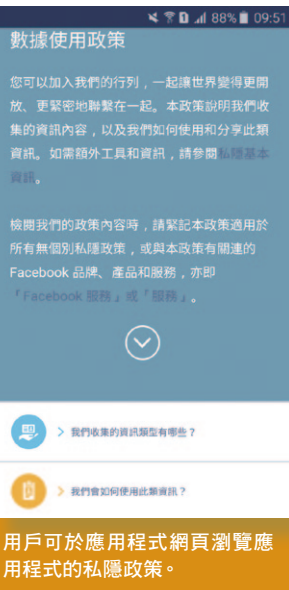 88% 09:51
數據使用政策
您可以加入我們的行列，一起讓世界變得更開
放、更緊密地聯繫在一起。本政策說明我們收
集的資訊內容，以及我們如何使用和分享此類
資訊。如需額外工具和資訊，請參閱私隱基本
資訊。
檢閱我們的政策內容時，請緊記本政策適用於
所有無個別私隱政策，或與本政策有關連的
Facebook 品牌、產品和服務，亦即
「Facebook 服務」或「服務」。
> 我們收集的資訊類型有哪些？
> 我們會如何使用此類資訊？
用戶可於應用程式網頁瀏覽應
用程式的私隱政策。